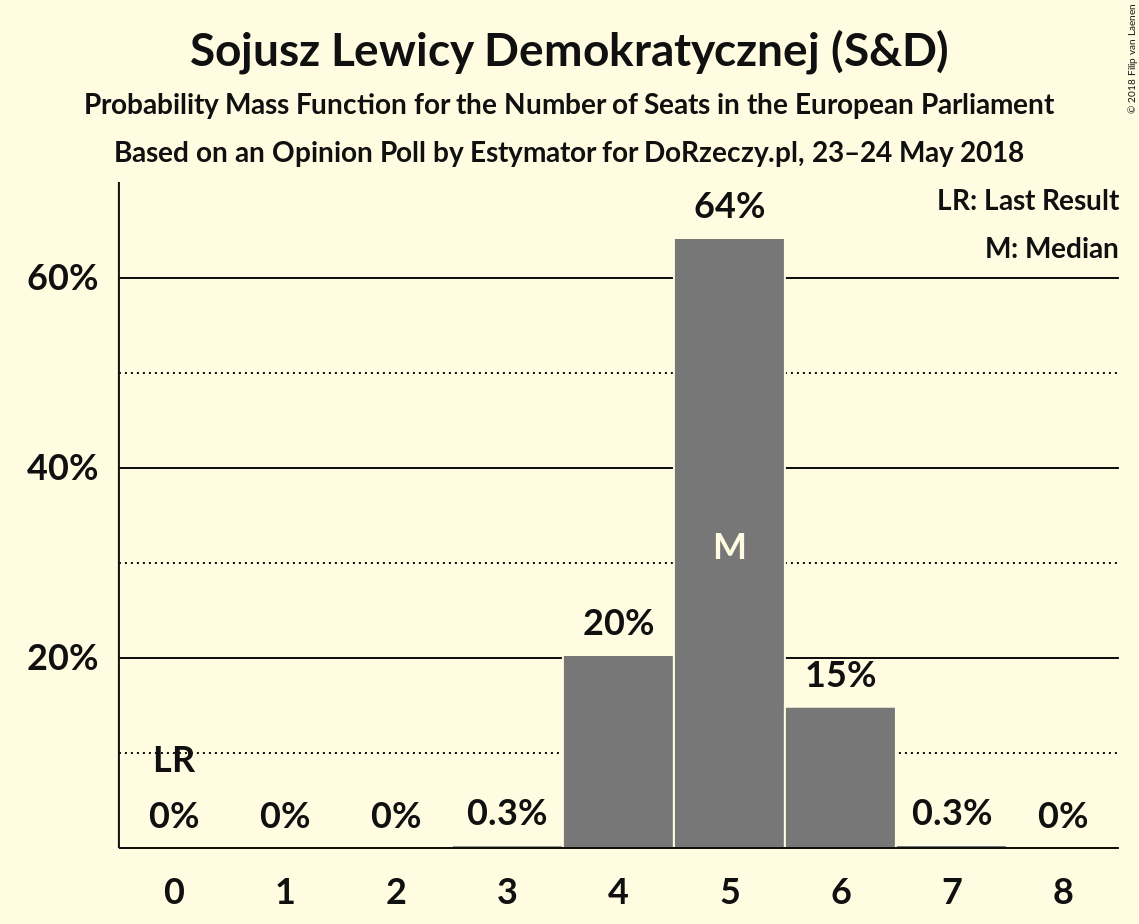 Sojusz Lewicy Demokratycznej (S&D)
Probability Mass Function for the Number of Seats in the European Parliament
Based on an Opinion Poll by Estymator for DoRzeczy.pl, 23–24 May 2018
© 2018 Filip van Laenen
LR: Last Result
M: Median
64%
60%
40%
M
20%
20%
15%
LR
0%
0%
0%
0.3%
0.3%
0%
0 1 2 3 4 5 6 7 8